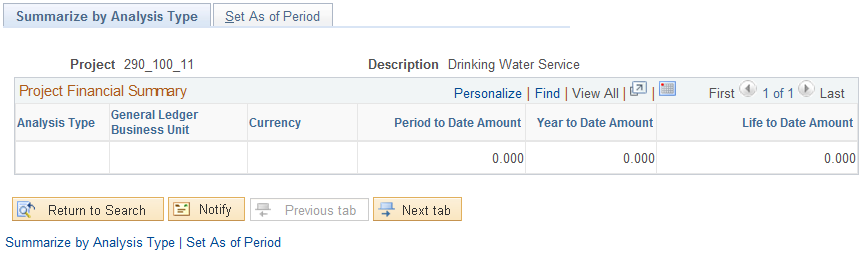 Summarize by Analysis Type Set As of Period
Project 290_100_11 Description Drinking Water Service
Project Financial Summary Personalize | Find | View All | | First 1 of 1 Last
Analysis Type General Ledger Business Unit Currency Period to Date Amount Year to Date Amount Life to Date Amount
0.000 0.000 0.000
Return to Search Notify Previous tab Next tab
Summarize by Analysis Type | Set As of Period